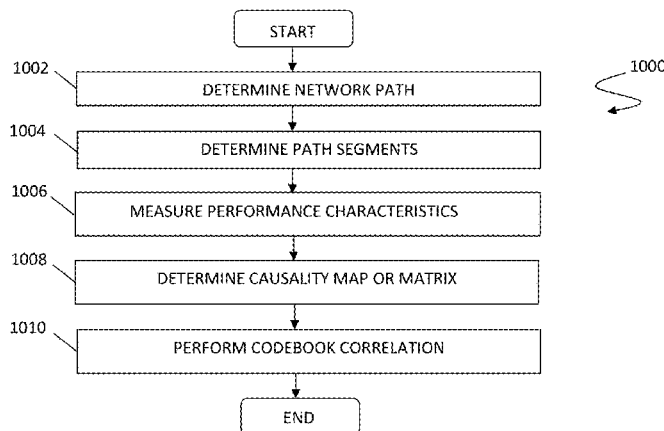 START
1002
1000
DETERMINE NETWORK PATH
1004
DETERMINE PATH SEGMENTS
1006
MEASURE PERFORMANCE CHARACTERISTICS
1008
DETERMINE CAUSALITY MAP OR MATRIX
1010
PERFORM CODEBOOK CORRELATION
END